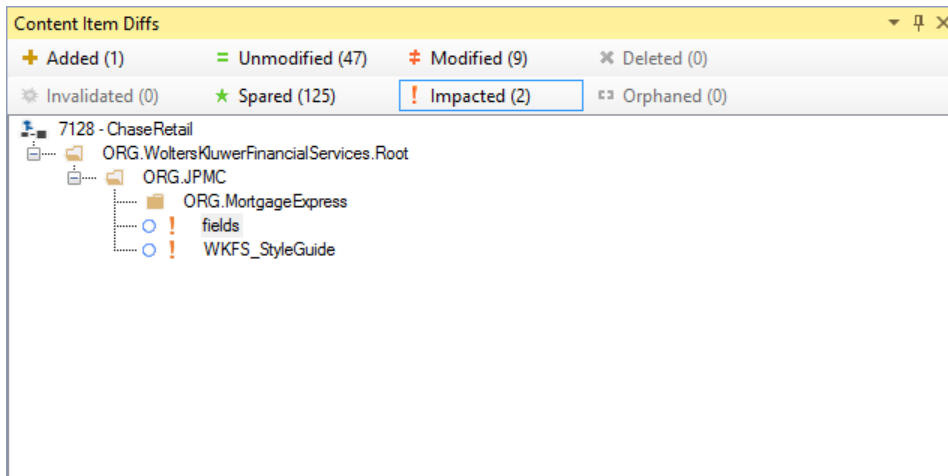 Content Item Diffs
Added (1) Unmodified (47) Modified (9) Deleted (0)
Invalidated (0) Spared (125) Impacted (2) Orphaned (0)
7128 - ChaseRetail
ORG.WoltersKluwerFinancialServices.Root
ORG.JPMC
ORG.MortgageExpress
fields
WKFS_StyleGuide